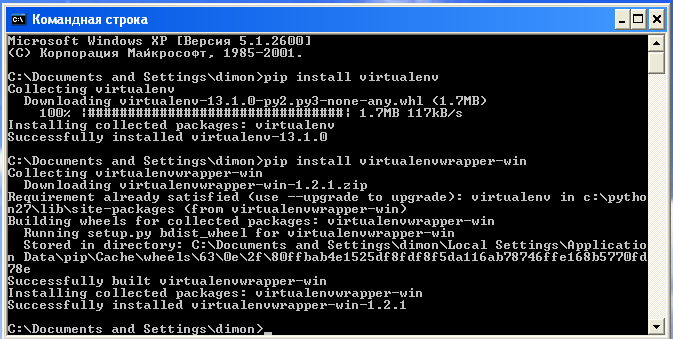 Командная строка
Microsoft Windows XP [Версия 5.1.2600]
(C) Корпорация Майкрософт, 1985-2001.
C:\Documents and Settings\dimon>pip install virtualenv
Collecting virtualenv
Downloading virtualenv-13.1.0-py2.py3-none-any.whl (1.7MB)
100% |################################| 1.7MB 117kB/s
Installing collected packages: virtualenv
Successfully installed virtualenv-13.1.0
C:\Documents and Settings\dimon>pip install virtualenvwrapper-win
Collecting virtualenvwrapper-win
Downloading virtualenvwrapper-win-1.2.1.zip
Requirement already satisfied (use --upgrade to upgrade): virtualenv in c:\pytho
n27\lib\site-packages (from virtualenvwrapper-win)
Building wheels for collected packages: virtualenvwrapper-win
Running setup.py bdist_wheel for virtualenvwrapper-win
Stored in directory: C:\Documents and Settings\dimon\Local Settings\Applicatio
n Data\pip\Cache\wheels\63\0e\2f\80ffbab4e1525df8fdf8f5da116ab78746ffe168b5770fd
78e
Successfully built virtualenvwrapper-win
Installing collected packages: virtualenvwrapper-win
Successfully installed virtualenvwrapper-win-1.2.1
C:\Documents and Settings\dimon>_